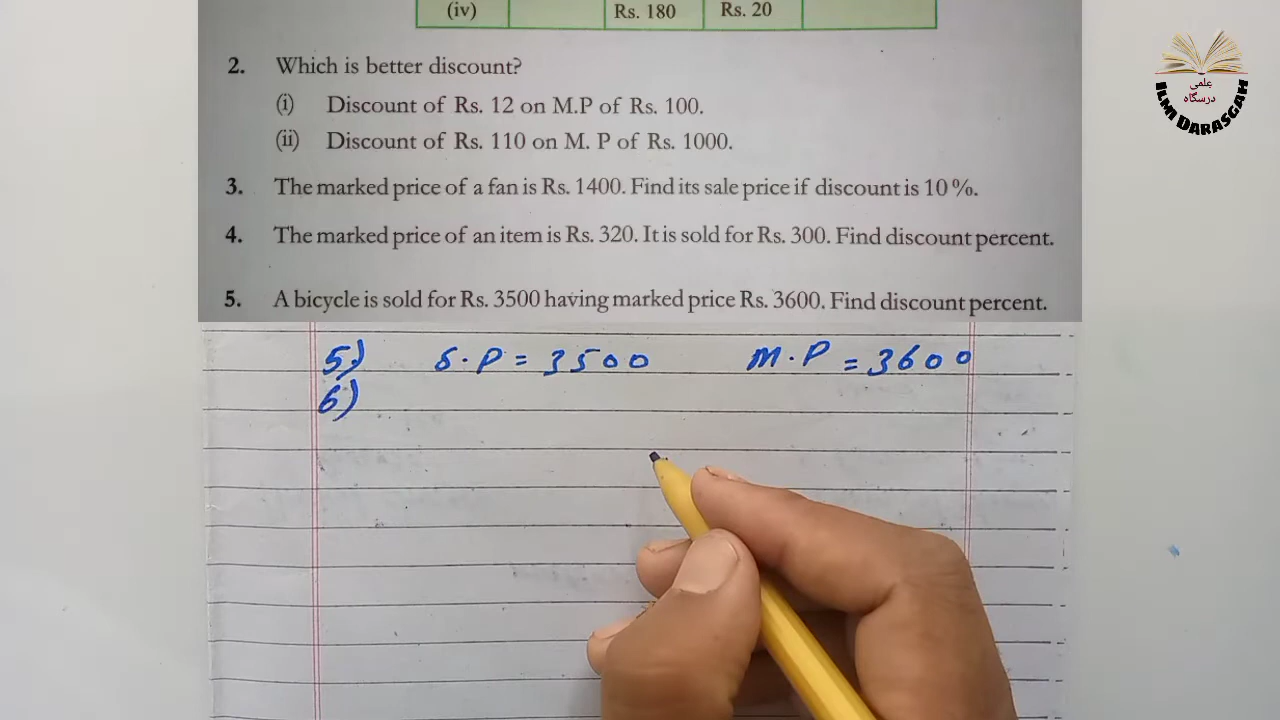 (iv) Rs. 180 Rs. 20
2. Which is better discount?
(i) Discount of Rs. 12 on M.P of Rs. 100.
(ii) Discount of Rs. 110 on M. P of Rs. 1000.
3. The marked price of a fan is Rs. 1400. Find its sale price if discount is 10%.
4. The marked price of an item is Rs. 320. It is sold for Rs. 300. Find discount percent.
5. A bicycle is sold for Rs. 3500 having marked price Rs. 3600. Find discount percent.
5) S.P = 3500 M.P = 3600
6)
علمی
درسگاہ
ILMI DARASGAH